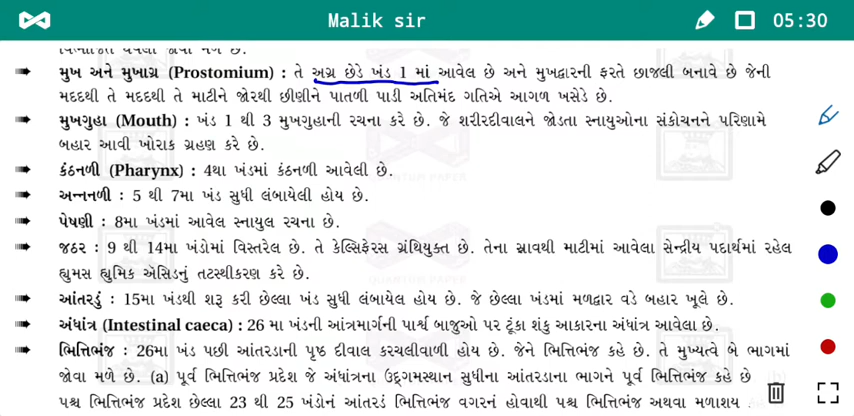 Malik sir
05:30
મુખ અને મુખાગ્ર (Prostomium) : તે અગ્ર છેડે ખંડ 1 માં આવેલ છે અને મુખદ્વારની ફરતે છાજલી બનાવે છે જેની
મદદથી તે મદદથી તે માટીને જોરથી છીણીને પાતળી પાડી અતિમંદ ગતિએ આગળ ખસેડે છે.
મુખગુહા (Mouth) : ખંડ 1 થી 3 મુખગુહાની રચના કરે છે. જે શરીરદીવાલને જોડતા સ્નાયુઓના સંકોચનને પરિણામે
બહાર આવી ખોરાક ગ્રહણ કરે છે.
કંઠનળી (Pharynx) : 4થા ખંડમાં કંઠનળી આવેલી છે.
અન્નનળી : 5 થી 7મા ખંડ સુધી લંબાયેલી હોય છે.
પેષણી : 8મા ખંડમાં આવેલ સ્નાયુલ રચના છે.
જઠર : 9 થી 14મા ખંડોમાં વિસ્તરેલ છે. તે કેલ્સિફેરસ ગ્રંથિયુક્ત છે. તેના સ્રાવથી માટીમાં આવેલા સેન્દ્રીય પદાર્થમાં રહેલ
હ્યુમસ હ્યુમિક ઍસિડનું તટસ્થીકરણ કરે છે.
આંતરડું : 15મા ખંડથી શરૂ કરી છેલ્લા ખંડ સુધી લંબાયેલ હોય છે. જે છેલ્લા ખંડમાં મળદ્વાર વડે બહાર ખૂલે છે.
અંધાંત્ર (Intestinal caeca) : 26 મા ખંડની આંત્રમાર્ગની પાર્શ્વ બાજુઓ પર ટૂંકા શંકુ આકારના અંધાંત્ર આવેલા છે.
ભિત્તિભંજ : 26મા ખંડ પછી આંતરડાની પૃષ્ઠ દીવાલ કરચલીવાળી હોય છે. જેને ભિત્તિભંજ કહે છે. તે મુખ્યત્વે બે ભાગમાં
જોવા મળે છે. (a) પૂર્વ ભિત્તિભંજ પ્રદેશ જે અંધાંત્રના ઉદ્ગમસ્થાન સુધીના આંતરડાના ભાગને પૂર્વ ભિત્તિભંજ કહે છે
પશ્ચ ભિત્તિભંજ પ્રદેશ છેલ્લા 23 થી 25 ખંડોનું આંતરડું ભિત્તિભંજ વગરનું હોવાથી પશ્ચ ભિત્તિભંજ અથવા મળાશય